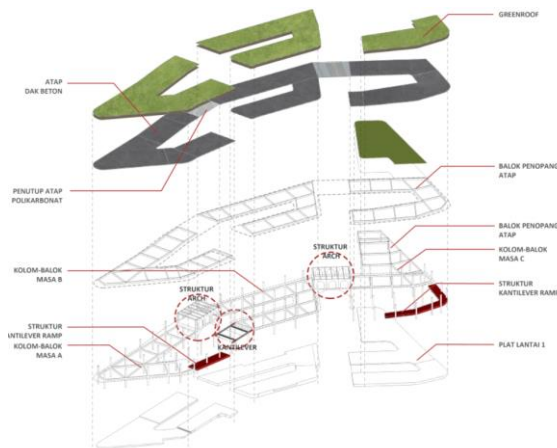 GREENROOF
ATAP
DAK BETON
PENUTUP ATAP
POLIKARBONAT
BALOK PENOPANG
ATAP
STRUKTUR
ARCH
BALOK PENOPANG
ATAP
KOLOM-BALOK
MASA C
KOLOM-BALOK
MASA B
STRUKTUR
ARCH
STRUKTUR
KANTILEVER RAMP
STRUKTUR
ANTILEVER RAMP
KOLOM-BALOK
MASA A
KANTILEVER
PLAT LANTAI 1